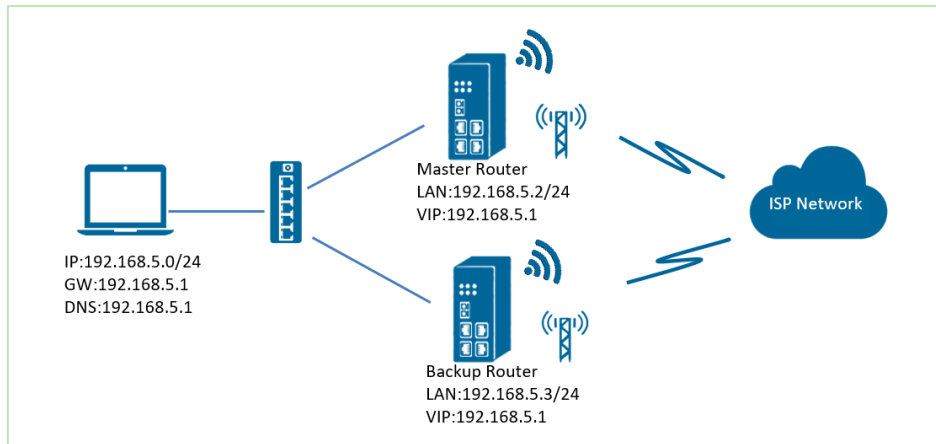 Master Router
LAN:192.168.5.2/24
VIP:192.168.5.1
ISP Network
IP:192.168.5.0/24
GW:192.168.5.1
DNS:192.168.5.1
Backup Router
LAN:192.168.5.3/24
VIP:192.168.5.1